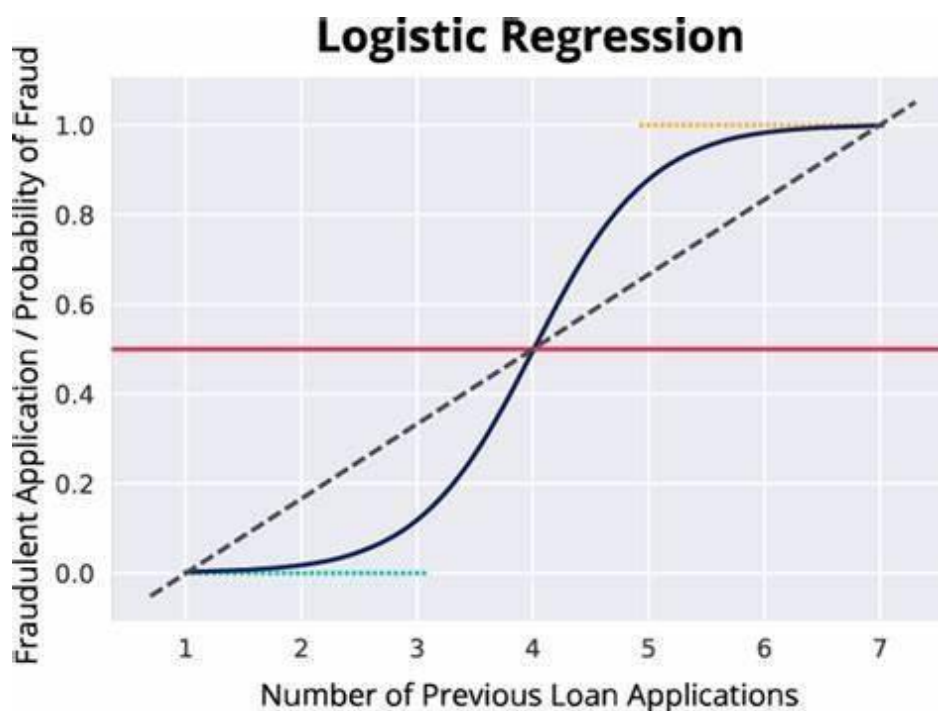 Logistic Regression
Fraudulent Application / Probability of Fraud
1.0
0.8
0.6
0.4
0.2
0.0
1 2 3 4 5 6 7
Number of Previous Loan Applications